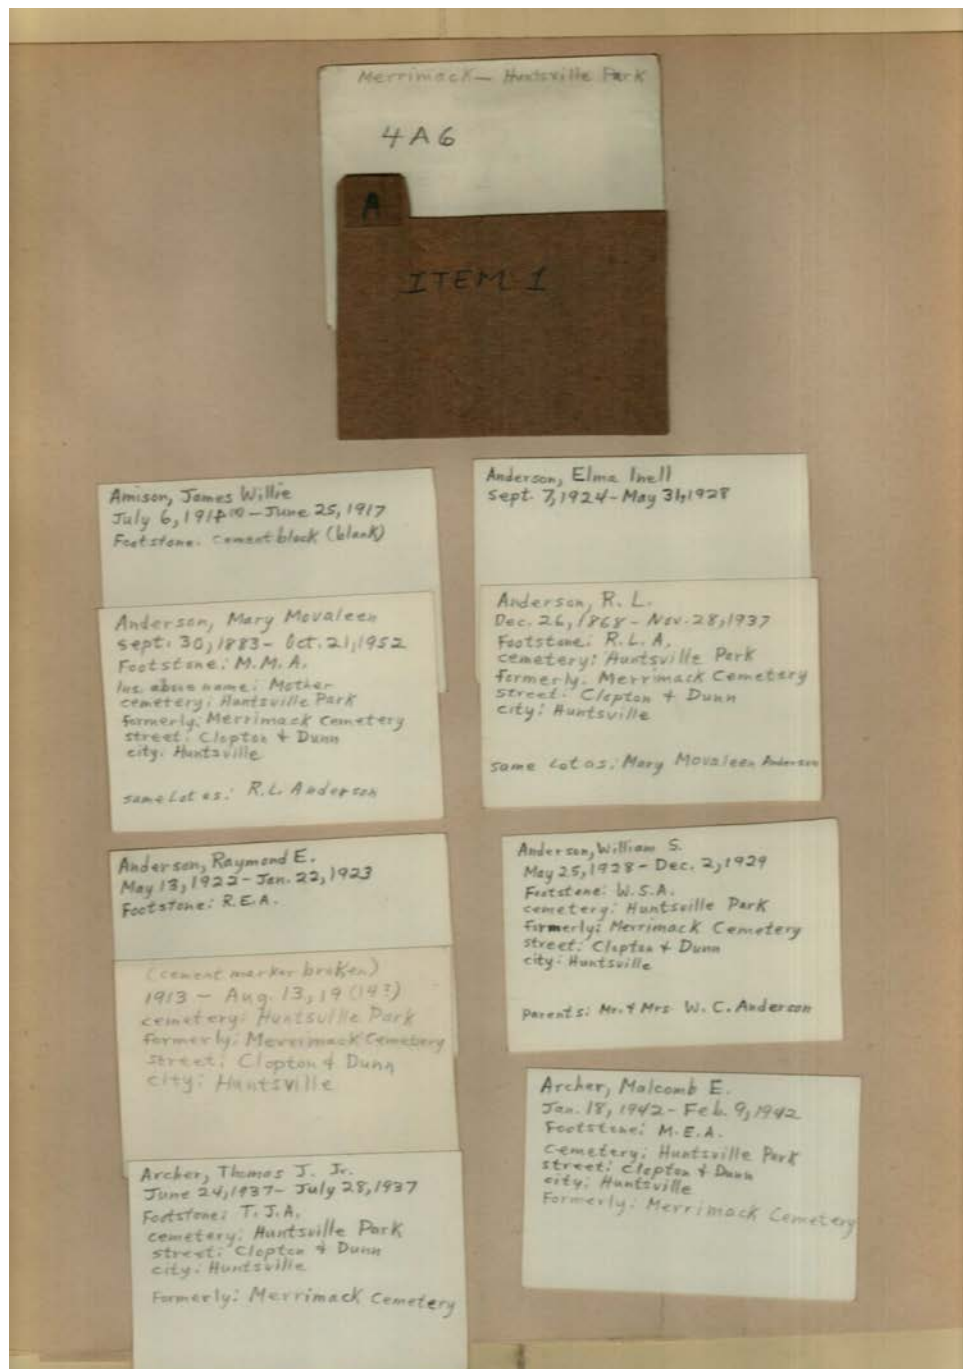 Merrimack - Huntsville Park
4A6
A
ITEM 1
Amison, James Willie
July 6, 1914 - June 25, 1917
Footstone: cement block (blank)
Anderson, Elma Inell
Sept. 7, 1924 - May 31, 1928
Anderson, Mary Movaleen
Sept. 30, 1883 - Oct. 21, 1952
Footstone: M.M.A.
Ins. above name: Mother
cemetery: Huntsville Park
formerly: Merrimack Cemetery
street: Clopton + Dunn
city: Huntsville
same Lot as: R.L. Anderson
Anderson, R. L.
Dec. 26, 1868 - Nov. 28, 1937
Footstone: R.L.A.
cemetery: Huntsville Park
formerly: Merrimack Cemetery
street: Clopton + Dunn
city: Huntsville
same Lot as: Mary Movaleen Anderson
Anderson, Raymond E.
May 13, 1922 - Jan. 22, 1923
Footstone: R.E.A.
Anderson, William S.
May 25, 1928 - Dec. 2, 1929
Footstone: W.S.A.
cemetery: Huntsville Park
formerly: Merrimack Cemetery
street: Clopton + Dunn
city: Huntsville
parents: Mr. + Mrs. W. C. Anderson
(cement marker broken)
1913 - Aug. 13, 19 (14?)
cemetery: Huntsville Park
formerly: Merrimack Cemetery
street: Clopton + Dunn
city: Huntsville
Archer, Malcomb E.
Jan. 18, 1942 - Feb. 9, 1942
Footstone: M.E.A.
cemetery: Huntsville Park
street: Clopton + Dunn
city: Huntsville
Formerly: Merrimack Cemetery
Archer, Thomas J. Jr.
June 24, 1937 - July 28, 1937
Footstone: T.J.A.
cemetery: Huntsville Park
street: Clopton + Dunn
city: Huntsville
Formerly: Merrimack Cemetery